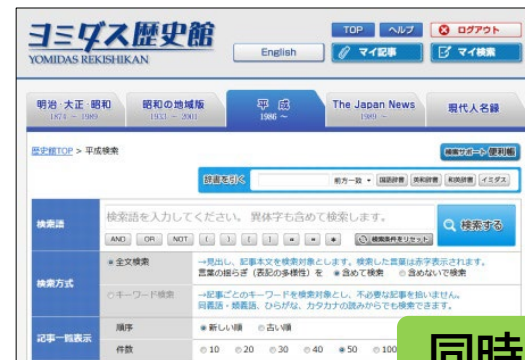 ヨミダス歴史館
YOMIDAS REKISHIKAN
English
TOP
ヘルプ
ログアウト
マイ記事
マイ検索
明治・大正・昭和
1874 ～ 1989
昭和の地域版
1933 ～ 2001
平成
1986 ～
The Japan News
1989 ～
現代人名録
歴史館TOP > 平成検索
検索サポート 便利帳
辞書を引く
前方一致
国語辞書
英和辞書
和英辞書
イミダス
検索語
検索語を入力してください。 異体字も含めて検索します。
検索する
AND OR NOT ( ) { } [ ]
検索条件をリセット
検索方式
全文検索
→見出し、記事本文を検索対象とします。検索した言葉は赤字表示されます。
言葉の揺らぎ（表記の多様性）を 含めて検索 含めないで検索
キーワード検索
→記事ごとのキーワードを検索対象とし、不必要な記事を拾いません。
同義語・類義語、ひらがな、カタカナの読みからでも検索できます。
記事一覧表示
順序
新しい順 古い順
件数
10 20 30 40 50 100
同時